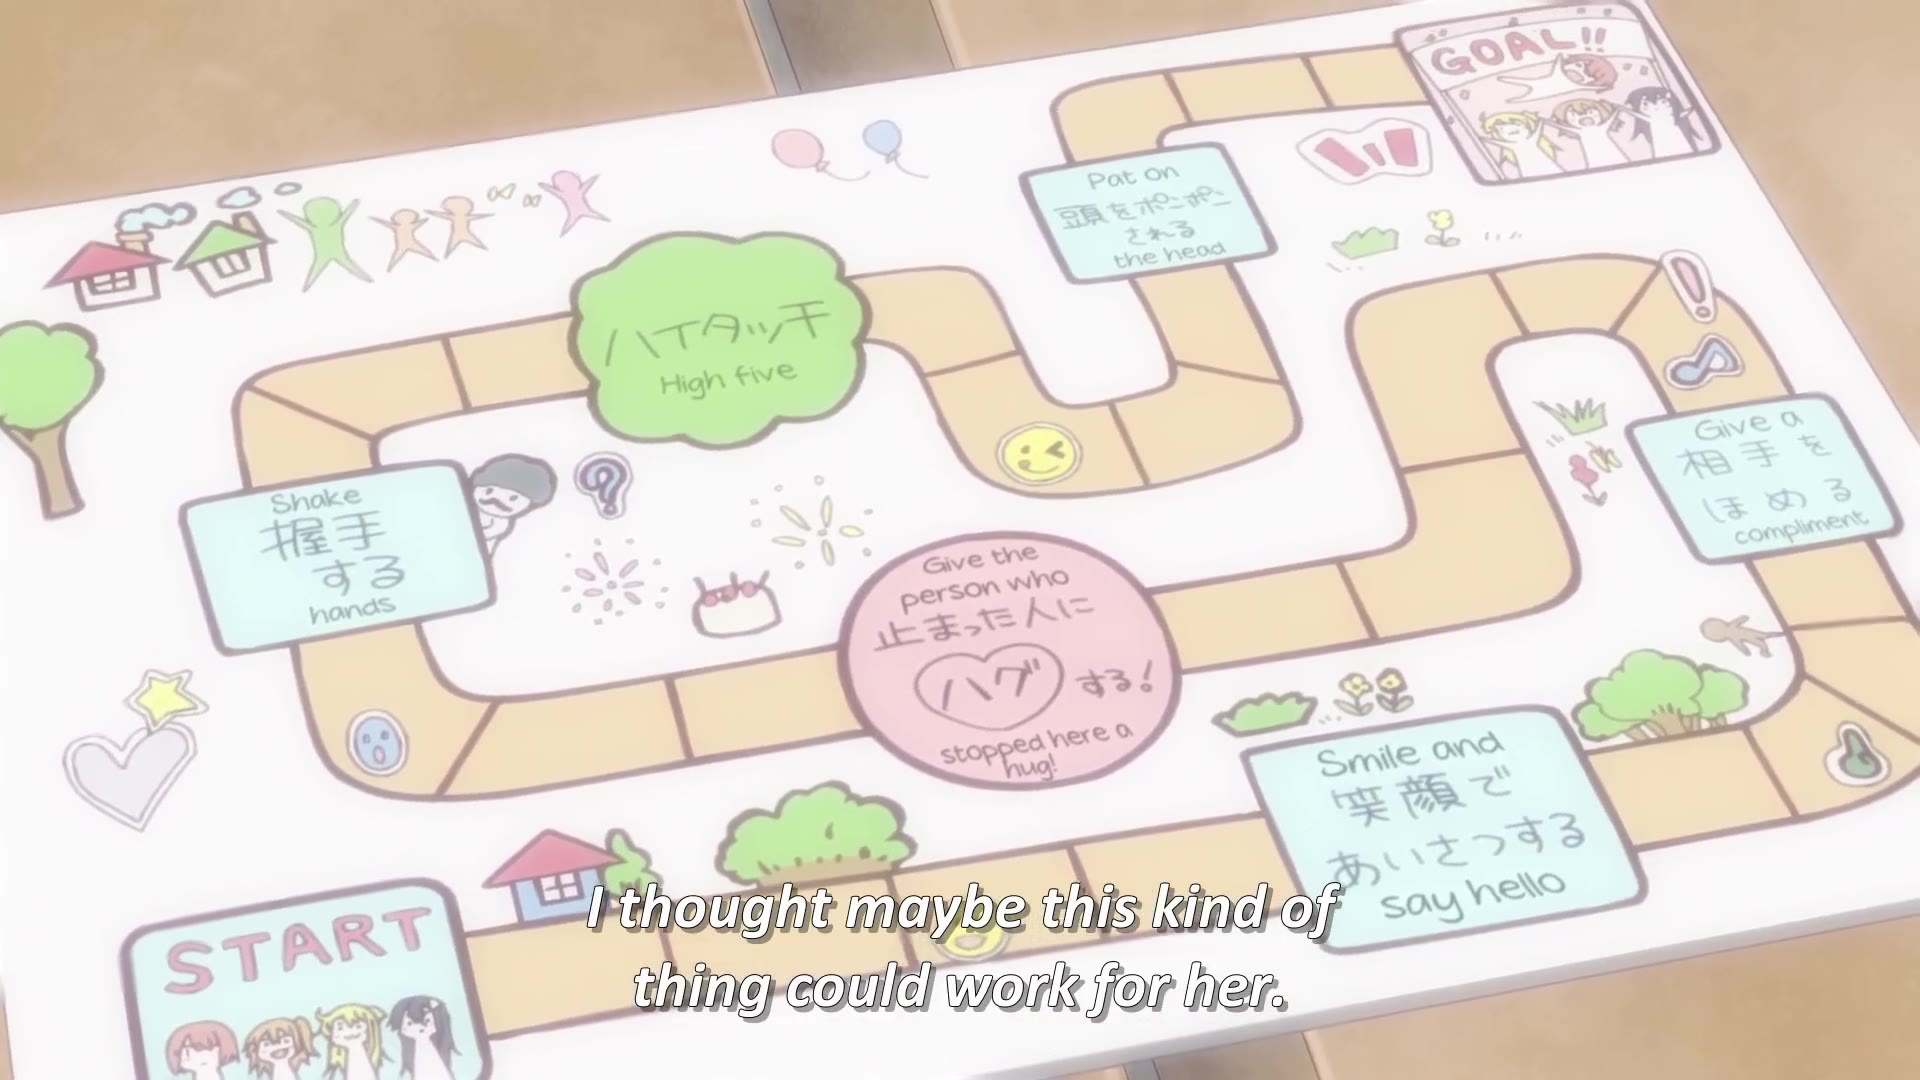 GOAL!!
Pat on
頭をポンポン
される
the head
ハイタッチ
High five
Give a
相手を
ほめる
compliment
Shake
握手
する
hands
Give the
person who
止まった人に
ハグする!
stopped here a
hug!
Smile and
笑顔で
あいさつする
say hello
START
I thought maybe this kind of
thing could work for her.